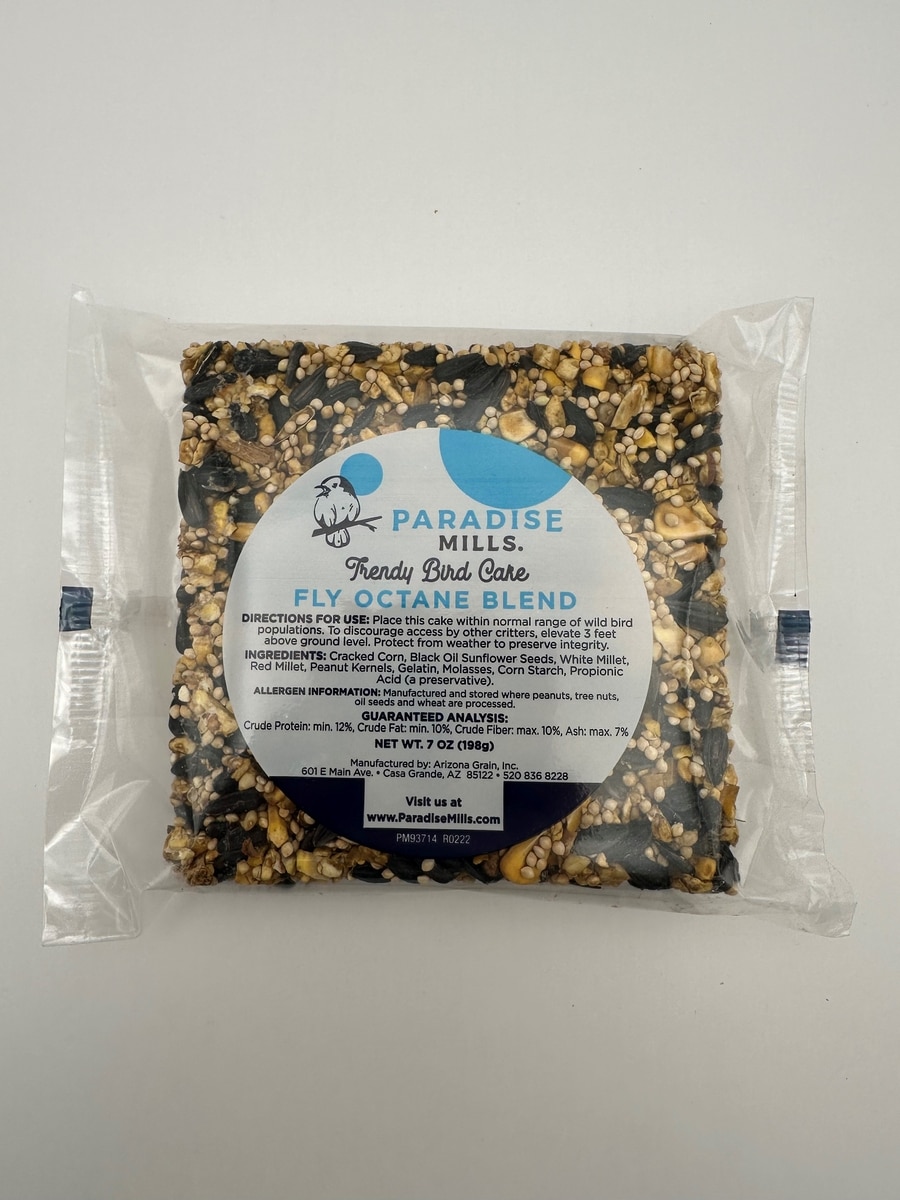 PARADISE
MILLS.
Trendy Bird Cake
FLY OCTANE BLEND
DIRECTIONS FOR USE: Place this cake within normal range of wild bird
populations. To discourage access by other critters, elevate 3 feet
above ground level. Protect from weather to preserve integrity.
INGREDIENTS: Cracked Corn, Black Oil Sunflower Seeds, White Millet,
Red Millet, Peanut Kernels, Gelatin, Molasses, Corn Starch, Propionic
Acid (a preservative).
ALLERGEN INFORMATION: Manufactured and stored where peanuts, tree nuts,
oil seeds and wheat are processed.
GUARANTEED ANALYSIS:
Crude Protein: min. 12%, Crude Fat: min. 10%, Crude Fiber: max. 10%, Ash: max. 7%
NET WT. 7 OZ (198g)
Manufactured by: Arizona Grain, Inc.
601 E Main Ave. • Casa Grande, AZ 85122 • 520 836 8228
Visit us at
www.ParadiseMills.com
PM93714 R0222